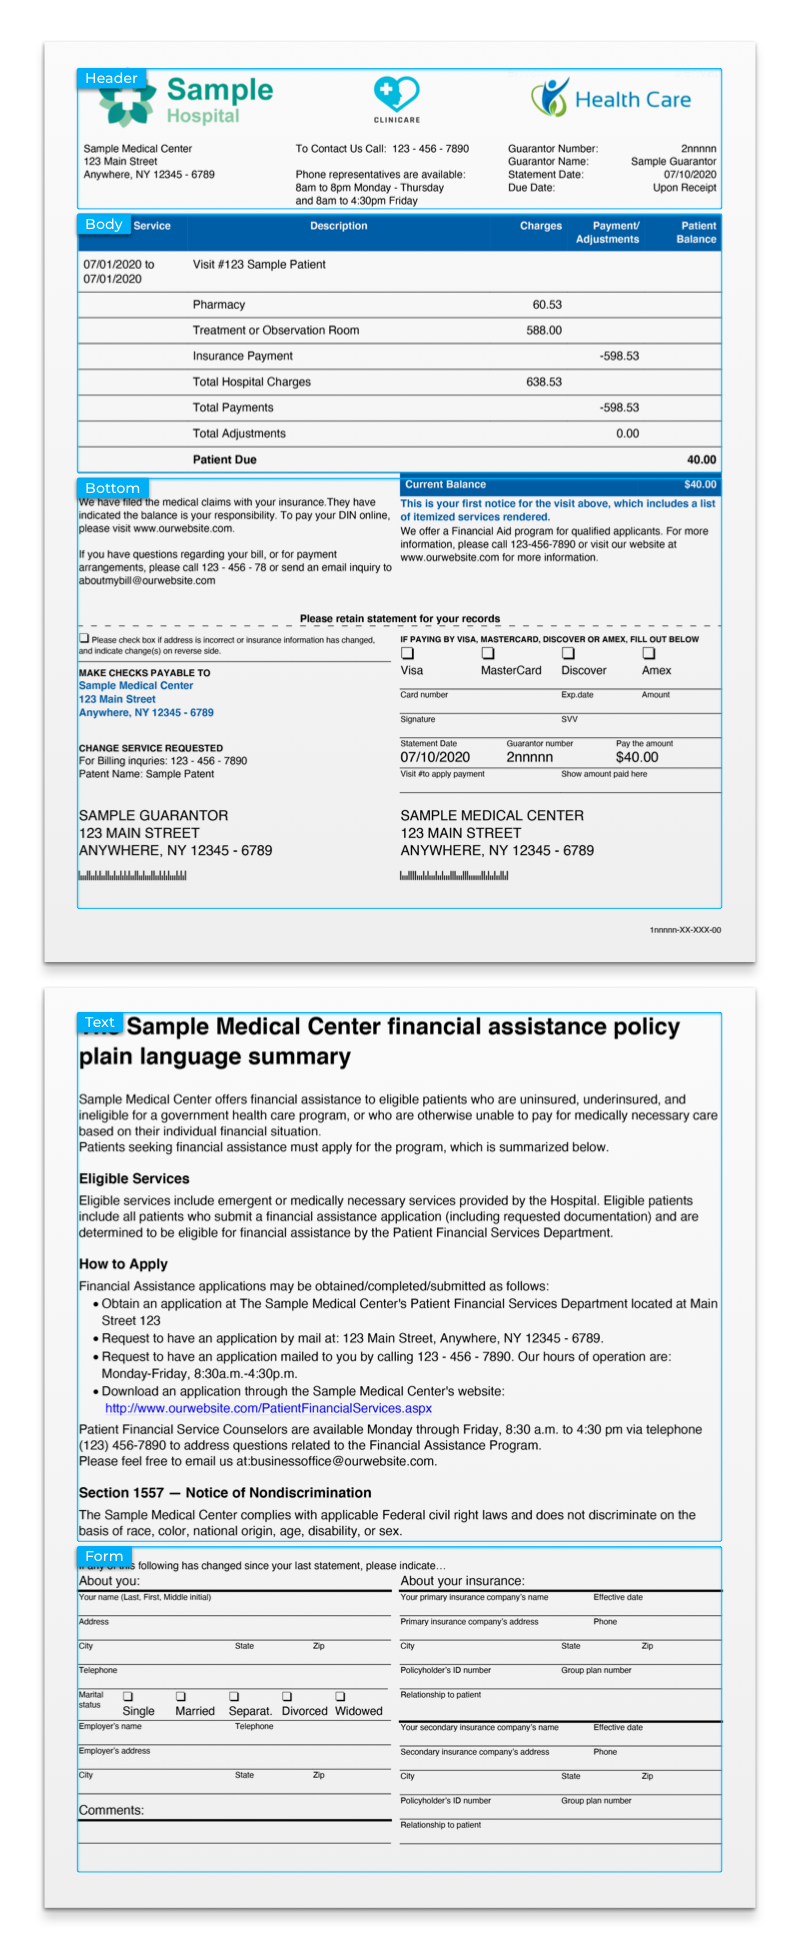 Header
Sample
Hospital
CLINICARE
Health Care
Sample Medical Center
123 Main Street
Anywhere, NY 12345 - 6789
To Contact Us Call: 123 - 456 - 7890
Phone representatives are available:
8am to 8pm Monday - Thursday
and 8am to 4:30pm Friday
Guarantor Number: 2nnnnn
Guarantor Name: Sample Guarantor
Statement Date: 07/10/2020
Due Date: Upon Receipt
Body
Service Description Charges Payment/ Adjustments Patient Balance
07/01/2020 to
07/01/2020
Visit #123 Sample Patient
Pharmacy 60.53
Treatment or Observation Room 588.00
Insurance Payment -598.53
Total Hospital Charges 638.53
Total Payments -598.53
Total Adjustments 0.00
Patient Due 40.00
Bottom
Current Balance $40.00
We have filed the medical claims with your insurance.They have
indicated the balance is your responsibility. To pay your DIN online,
please visit www.ourwebsite.com.
If you have questions regarding your bill, or for payment
arrangements, please call 123 - 456 - 78 or send an email inquiry to
aboutmybill@ourwebsite.com
This is your first notice for the visit above, which includes a list
of itemized services rendered.
We offer a Financial Aid program for qualified applicants. For more
information, please call 123-456-7890 or visit our website at
www.ourwebsite.com for more information.
Please retain statement for your records
Please check box if address is incorrect or insurance information has changed,
and indicate change(s) on reverse side.
MAKE CHECKS PAYABLE TO
Sample Medical Center
123 Main Street
Anywhere, NY 12345 - 6789
CHANGE SERVICE REQUESTED
For Billing inquries: 123 - 456 - 7890
Patent Name: Sample Patent
IF PAYING BY VISA, MASTERCARD, DISCOVER OR AMEX, FILL OUT BELOW
Visa MasterCard Discover Amex
Card number Exp.date Amount
Signature SVV
Statement Date Guarantor number Pay the amount
07/10/2020 2nnnnn $40.00
Visit #to apply payment Show amount paid here
SAMPLE GUARANTOR
123 MAIN STREET
ANYWHERE, NY 12345 - 6789
SAMPLE MEDICAL CENTER
123 MAIN STREET
ANYWHERE, NY 12345 - 6789
1nnnnn-XX-XXX-00
Text
Sample Medical Center financial assistance policy
plain language summary
Sample Medical Center offers financial assistance to eligible patients who are uninsured, underinsured, and
ineligible for a government health care program, or who are otherwise unable to pay for medically necessary care
based on their individual financial situation.
Patients seeking financial assistance must apply for the program, which is summarized below.
Eligible Services
Eligible services include emergent or medically necessary services provided by the Hospital. Eligible patients
include all patients who submit a financial assistance application (including requested documentation) and are
determined to be eligible for financial assistance by the Patient Financial Services Department.
How to Apply
Financial Assistance applications may be obtained/completed/submitted as follows:
• Obtain an application at The Sample Medical Center's Patient Financial Services Department located at Main
Street 123
• Request to have an application by mail at: 123 Main Street, Anywhere, NY 12345 - 6789.
• Request to have an application mailed to you by calling 123 - 456 - 7890. Our hours of operation are:
Monday-Friday, 8:30a.m.-4:30p.m.
• Download an application through the Sample Medical Center's website:
http://www.ourwebsite.com/PatientFinancialServices.aspx
Patient Financial Service Counselors are available Monday through Friday, 8:30 a.m. to 4:30 pm via telephone
(123) 456-7890 to address questions related to the Financial Assistance Program.
Please feel free to email us at:businessoffice@ourwebsite.com.
Section 1557 — Notice of Nondiscrimination
The Sample Medical Center complies with applicable Federal civil right laws and does not discriminate on the
basis of race, color, national origin, age, disability, or sex.
Form
following has changed since your last statement, please indicate...
About you:
Your name (Last, First, Middle initial)
Address
City State Zip
Telephone
Marital
status
Single Married Separat. Divorced Widowed
Employer's name Telephone
Employer's address
City State Zip
Comments:
About your insurance:
Your primary insurance company's name Effective date
Primary insurance company's address Phone
City State Zip
Policyholder's ID number Group plan number
Relationship to patient
Your secondary insurance company's name Effective date
Secondary insurance company's address Phone
City State Zip
Policyholder's ID number Group plan number
Relationship to patient